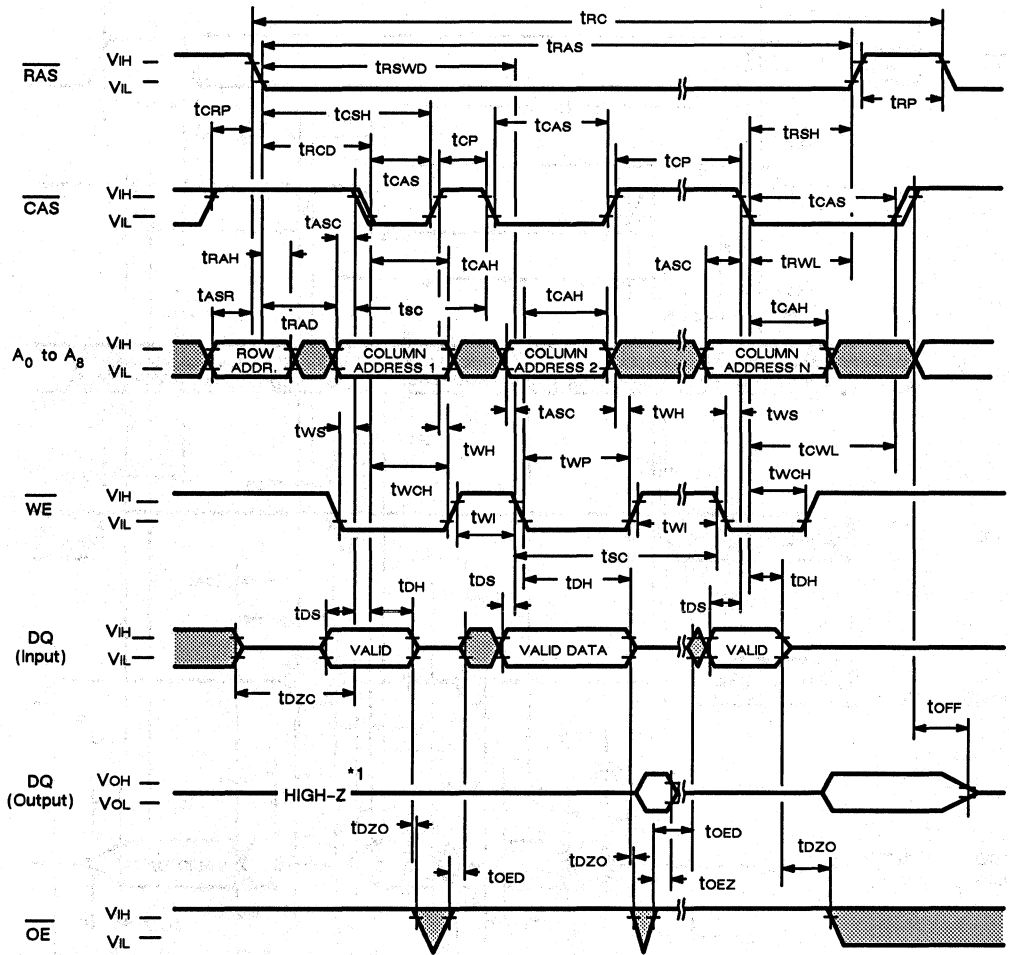 tRC
tRAS
RAS
VIH
VIL
tRSWD
tCRP
tCSH
tCP
tCAS
tRP
tRSH
tRCD
tCAS
tCP
CAS
VIH
VIL
tCAS
tASC
tRAH
tCAH
tASC
tRWL
tASR
tRAD
tSC
tCAH
tCAH
A0 to A8
VIH
VIL
ROW ADDR.
COLUMN ADDRESS 1
COLUMN ADDRESS 2
COLUMN ADDRESS N
tWS
tWH
tASC
tWH
tWS
tWP
tCWL
tWCH
tWCH
WE
VIH
VIL
tWI
tWI
tSC
tDS
tDH
tDS
tDH
tDS
tDH
DQ
(Input)
VIH
VIL
VALID
VALID DATA
VALID
tDZC
tOFF
DQ
(Output)
VOH
VOL
HIGH-Z
*1
tDZO
tOED
tDZO
tOED
tOEZ
tDZO
OE
VIH
VIL